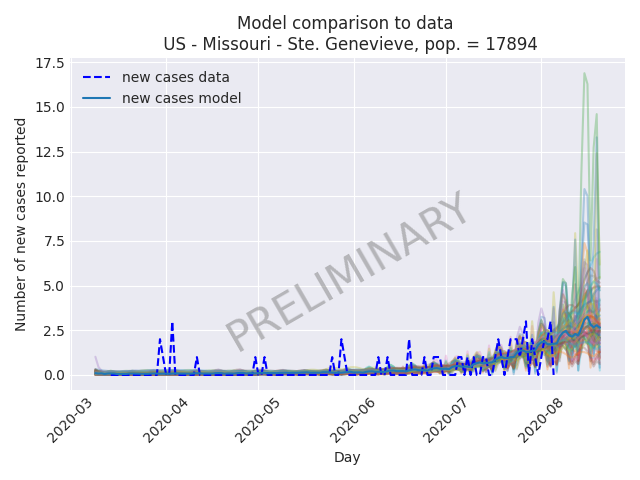 Model comparison to data
US - Missouri - Ste. Genevieve, pop. = 17894
17.5
15.0
12.5
10.0
7.5
5.0
2.5
0.0
Number of new cases reported
new cases data
new cases model
PRELIMINARY
2020-03
2020-04
2020-05
2020-06
2020-07
2020-08
Day